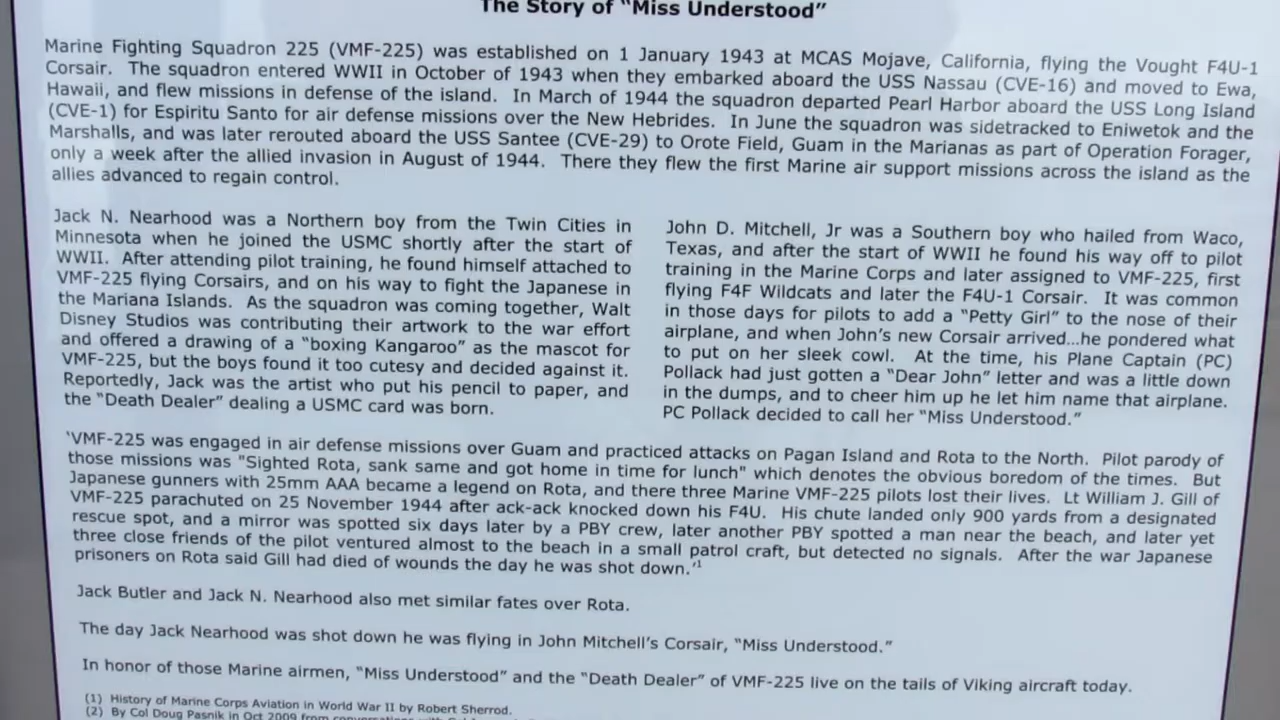 The Story of "Miss Understood"
Marine Fighting Squadron 225 (VMF-225) was established on 1 January 1943 at MCAS Mojave, California, flying the Vought F4U-1
Corsair. The squadron entered WWII in October of 1943 when they embarked aboard the USS Nassau (CVE-16) and moved to Ewa,
Hawaii, and flew missions in defense of the island. In March of 1944 the squadron departed Pearl Harbor aboard the USS Long Island
(CVE-1) for Espiritu Santo for air defense missions over the New Hebrides. In June the squadron was sidetracked to Eniwetok and the
Marshalls, and was later rerouted aboard the USS Santee (CVE-29) to Orote Field, Guam in the Marianas as part of Operation Forager,
only a week after the allied invasion in August of 1944. There they flew the first Marine air support missions across the island as the
allies advanced to regain control.
Jack N. Nearhood was a Northern boy from the Twin Cities in
Minnesota when he joined the USMC shortly after the start of
WWII. After attending pilot training, he found himself attached to
VMF-225 flying Corsairs, and on his way to fight the Japanese in
the Mariana Islands. As the squadron was coming together, Walt
Disney Studios was contributing their artwork to the war effort
and offered a drawing of a "boxing Kangaroo" as the mascot for
VMF-225, but the boys found it too cutesy and decided against it.
Reportedly, Jack was the artist who put his pencil to paper, and
the "Death Dealer" dealing a USMC card was born.
John D. Mitchell, Jr was a Southern boy who hailed from Waco,
Texas, and after the start of WWII he found his way off to pilot
training in the Marine Corps and later assigned to VMF-225, first
flying F4F Wildcats and later the F4U-1 Corsair. It was common
in those days for pilots to add a "Petty Girl" to the nose of their
airplane, and when John's new Corsair arrived...he pondered what
to put on her sleek cowl. At the time, his Plane Captain (PC)
Pollack had just gotten a "Dear John" letter and was a little down
in the dumps, and to cheer him up he let him name that airplane.
PC Pollack decided to call her "Miss Understood."
'VMF-225 was engaged in air defense missions over Guam and practiced attacks on Pagan Island and Rota to the North. Pilot parody of
those missions was "Sighted Rota, sank same and got home in time for lunch" which denotes the obvious boredom of the times. But
Japanese gunners with 25mm AAA became a legend on Rota, and there three Marine VMF-225 pilots lost their lives. Lt William J. Gill of
VMF-225 parachuted on 25 November 1944 after ack-ack knocked down his F4U. His chute landed only 900 yards from a designated
rescue spot, and a mirror was spotted six days later by a PBY crew, later another PBY spotted a man near the beach, and later yet
three close friends of the pilot ventured almost to the beach in a small patrol craft, but detected no signals. After the war Japanese
prisoners on Rota said Gill had died of wounds the day he was shot down.'1
Jack Butler and Jack N. Nearhood also met similar fates over Rota.
The day Jack Nearhood was shot down he was flying in John Mitchell's Corsair, "Miss Understood."
In honor of those Marine airmen, "Miss Understood" and the "Death Dealer" of VMF-225 live on the tails of Viking aircraft today.
(1) History of Marine Corps Aviation in World War II by Robert Sherrod.
(2) By Col Doug Pasnik in Oct 2009 from conversations with